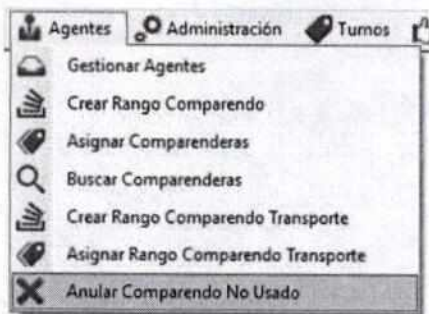 Agentes Administración Turnos
Gestionar Agentes
Crear Rango Comparendo
Asignar Comparenderas
Buscar Comparenderas
Crear Rango Comparendo Transporte
Asignar Rango Comparendo Transporte
Anular Comparendo No Usado